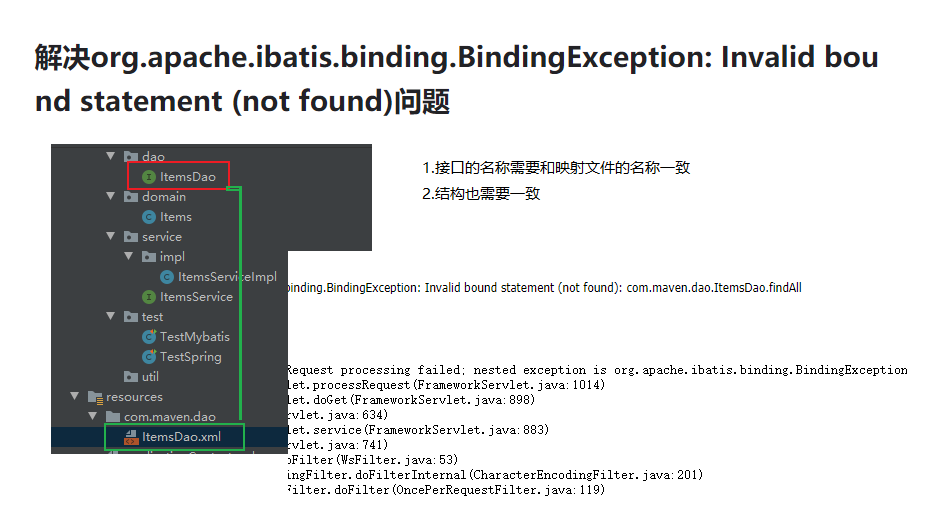 解决org.apache.ibatis.binding.BindingException: Invalid bou
nd statement (not found)问题
dao
ItemsDao
domain
Items
service
impl
ItemsServiceImpl
ItemsService
test
TestMybatis
TestSpring
util
resources
com.maven.dao
ItemsDao.xml
1.接口的名称需要和映射文件的名称一致
2.结构也需要一致
binding.BindingException: Invalid bound statement (not found): com.maven.dao.ItemsDao.findAll
Request processing failed; nested exception is org.apache.ibatis.binding.BindingException
let.processRequest(FrameworkServlet.java:1014)
let.doGet(FrameworkServlet.java:898)
rvlet.java:634)
let.service(FrameworkServlet.java:883)
rvlet.java:741)
oFilter(WsFilter.java:53)
ingFilter.doFilterInternal(CharacterEncodingFilter.java:201)
Filter.doFilter(OncePerRequestFilter.java:119)